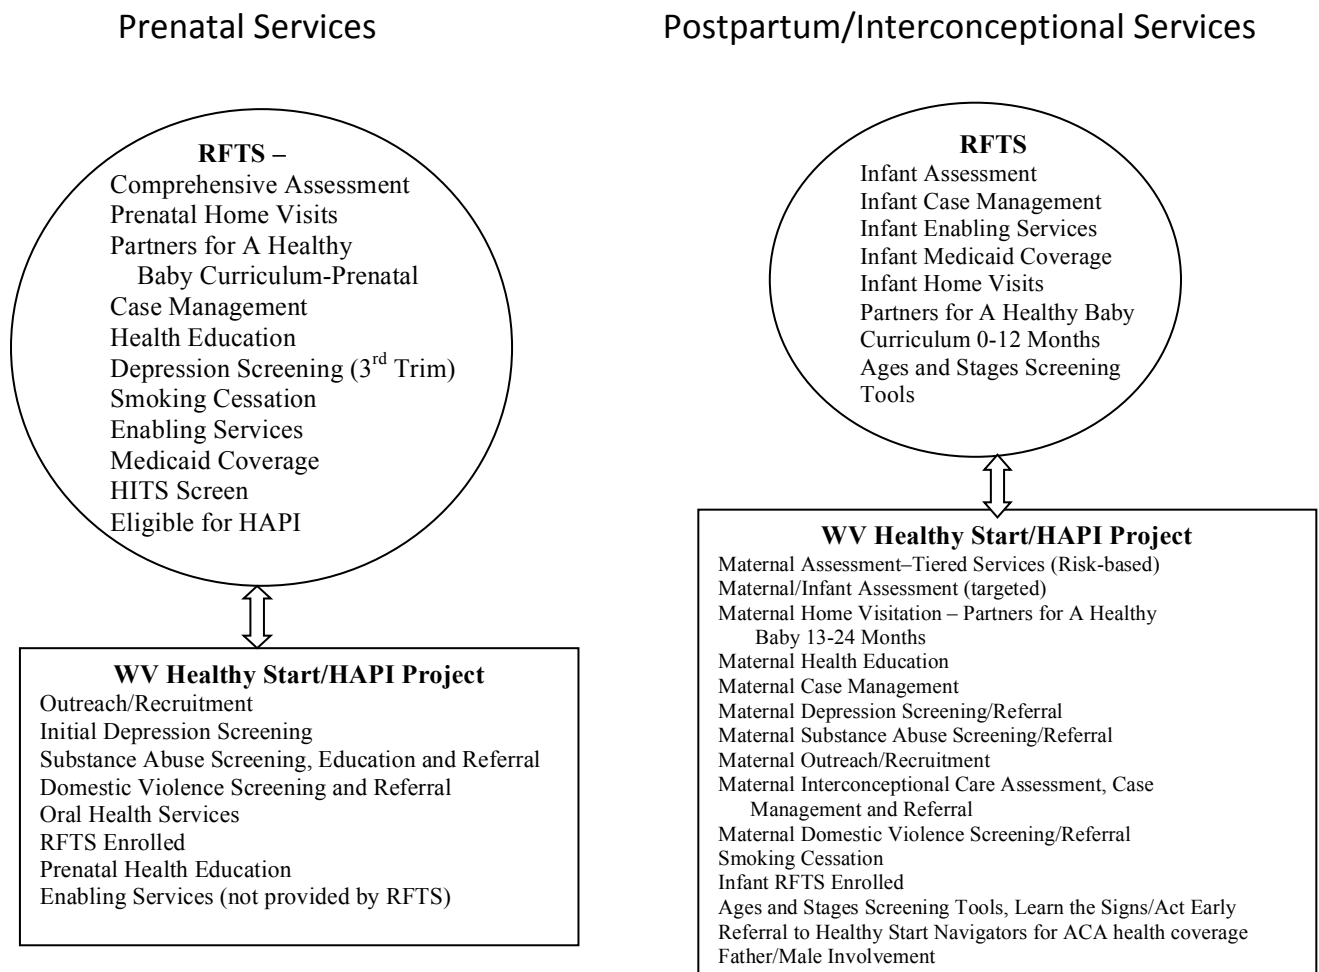 Prenatal Services
RFTS –
Comprehensive Assessment
Prenatal Home Visits
Partners for A Healthy
Baby Curriculum-Prenatal
Case Management
Health Education
Depression Screening (3rd Trim)
Smoking Cessation
Enabling Services
Medicaid Coverage
HITS Screen
Eligible for HAPI
WV Healthy Start/HAPI Project
Outreach/Recruitment
Initial Depression Screening
Substance Abuse Screening, Education and Referral
Domestic Violence Screening and Referral
Oral Health Services
RFTS Enrolled
Prenatal Health Education
Enabling Services (not provided by RFTS)
Postpartum/Interconceptional Services
RFTS
Infant Assessment
Infant Case Management
Infant Enabling Services
Infant Medicaid Coverage
Infant Home Visits
Partners for A Healthy Baby
Curriculum 0-12 Months
Ages and Stages Screening
Tools
WV Healthy Start/HAPI Project
Maternal Assessment–Tiered Services (Risk-based)
Maternal/Infant Assessment (targeted)
Maternal Home Visitation – Partners for A Healthy
Baby 13-24 Months
Maternal Health Education
Maternal Case Management
Maternal Depression Screening/Referral
Maternal Substance Abuse Screening/Referral
Maternal Outreach/Recruitment
Maternal Interconceptional Care Assessment, Case
Management and Referral
Maternal Domestic Violence Screening/Referral
Smoking Cessation
Infant RFTS Enrolled
Ages and Stages Screening Tools, Learn the Signs/Act Early
Referral to Healthy Start Navigators for ACA health coverage
Father/Male Involvement